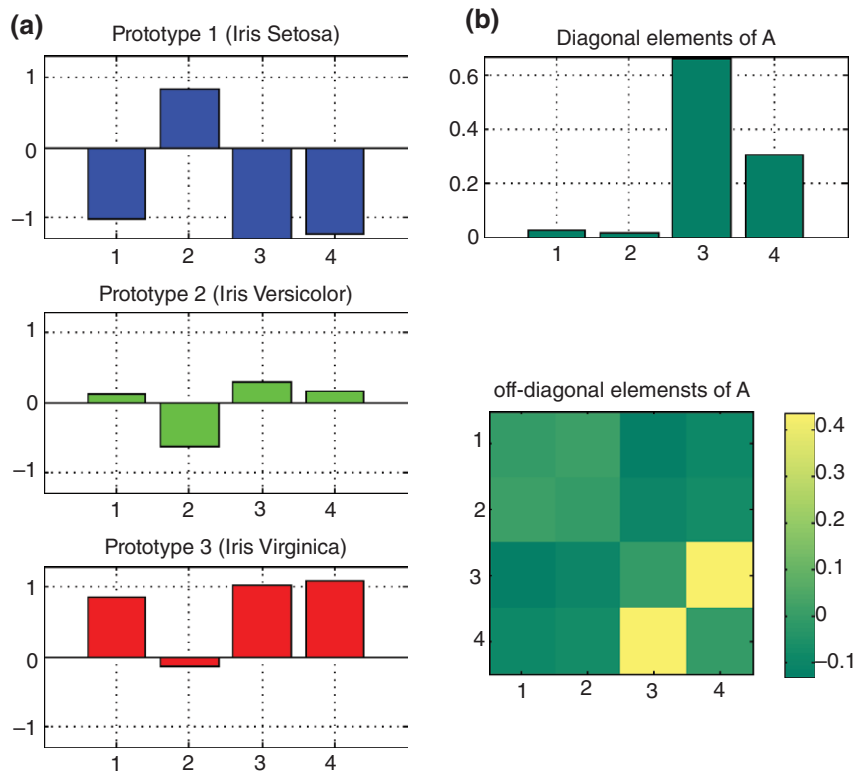 (a)
Prototype 1 (Iris Setosa)
1
0
−1
1 2 3 4
Prototype 2 (Iris Versicolor)
1
0
−1
1 2 3 4
Prototype 3 (Iris Virginica)
1
0
−1
1 2 3 4
(b)
Diagonal elements of A
0.6
0.4
0.2
0
1 2 3 4
off-diagonal elemensts of A
1
2
3
4
1 2 3 4
0.4
0.3
0.2
0.1
0
−0.1